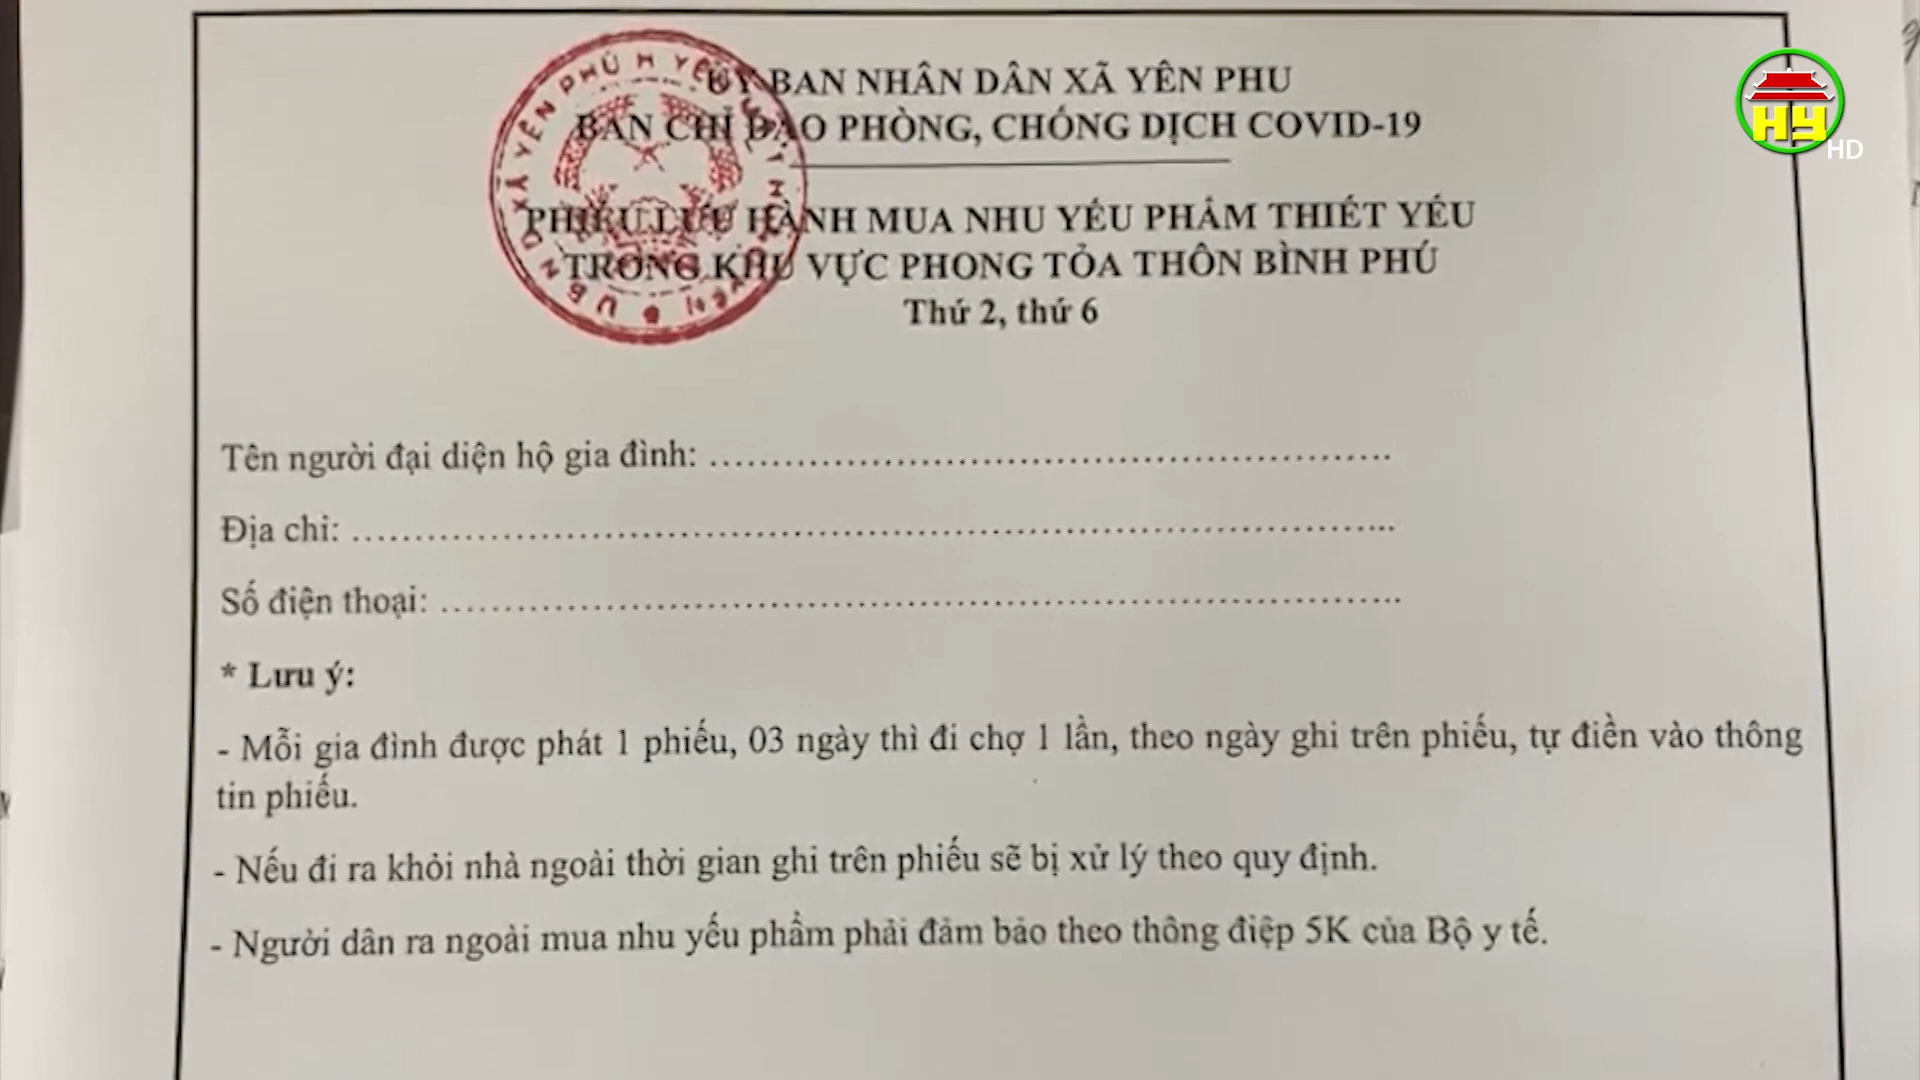 ỦY BAN NHÂN DÂN XÃ YÊN PHU
BAN CHỈ ĐẠO PHÒNG, CHỐNG DỊCH COVID-19
PHIẾU LƯU HÀNH MUA NHU YẾU PHẨM THIẾT YẾU
TRONG KHU VỰC PHONG TỎA THÔN BÌNH PHÚ
Thứ 2, thứ 6
UBND XÃ YÊN PHÚ H YÊN
HY
HD
Tên người đại diện hộ gia đình: ........................................................
Địa chỉ: ........................................................
Số điện thoại: ........................................................
* Lưu ý:
- Mỗi gia đình được phát 1 phiếu, 03 ngày thì đi chợ 1 lần, theo ngày ghi trên phiếu, tự điền vào thông
tin phiếu.
- Nếu đi ra khỏi nhà ngoài thời gian ghi trên phiếu sẽ bị xử lý theo quy định.
- Người dân ra ngoài mua nhu yếu phẩm phải đảm bảo theo thông điệp 5K của Bộ y tế.